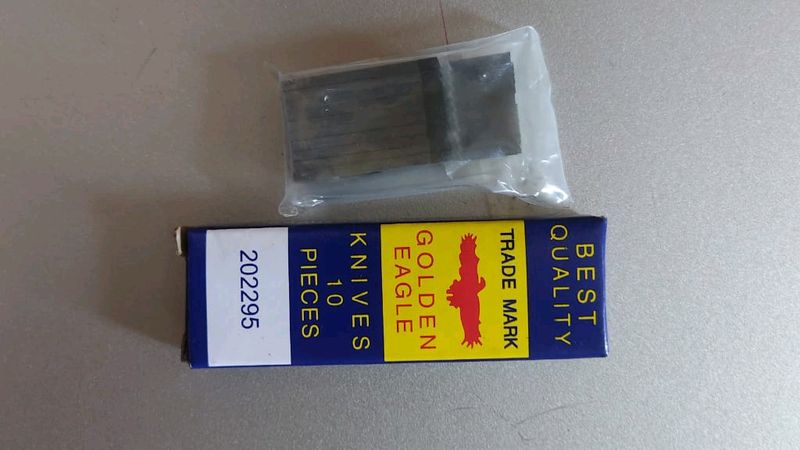 BEST
QUALITY
TRADE MARK
GOLDEN
EAGLE
KNIVES
10
PIECES
202295